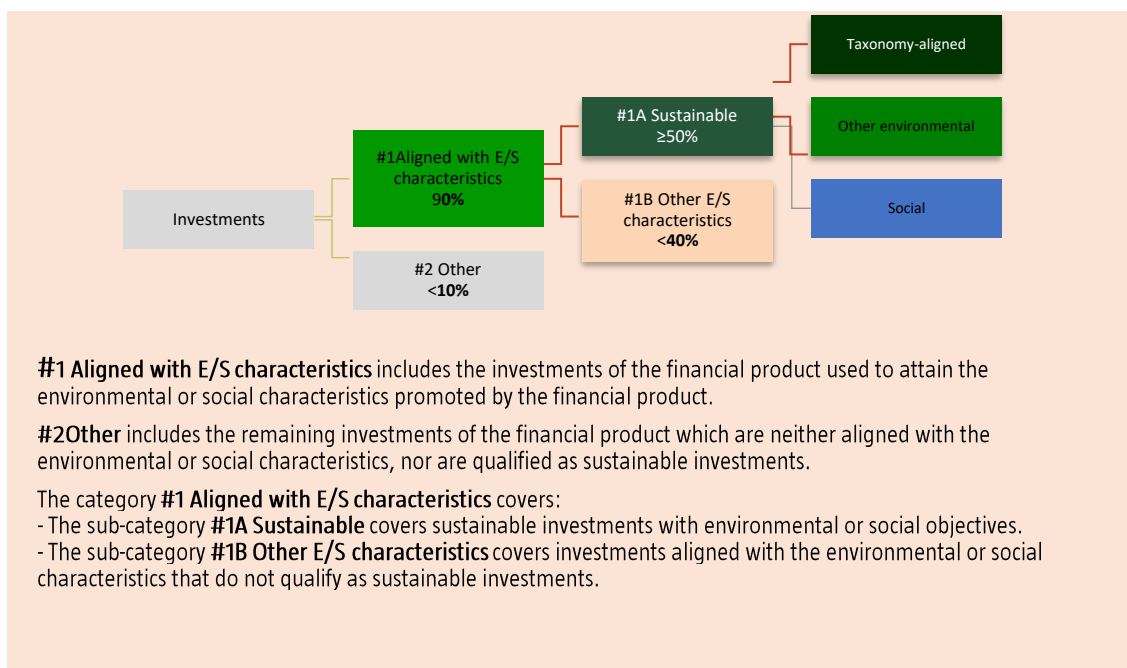 Taxonomy-aligned
#1A Sustainable
≥50%
Other environmental
#1Aligned with E/S
characteristics
90%
#1B Other E/S
characteristics
<40%
Investments
Social
#2 Other
<10%
#1 Aligned with E/S characteristics includes the investments of the financial product used to attain the
environmental or social characteristics promoted by the financial product.
#2Other includes the remaining investments of the financial product which are neither aligned with the
environmental or social characteristics, nor are qualified as sustainable investments.
The category #1 Aligned with E/S characteristics covers:
- The sub-category #1A Sustainable covers sustainable investments with environmental or social objectives.
- The sub-category #1B Other E/S characteristics covers investments aligned with the environmental or social
characteristics that do not qualify as sustainable investments.